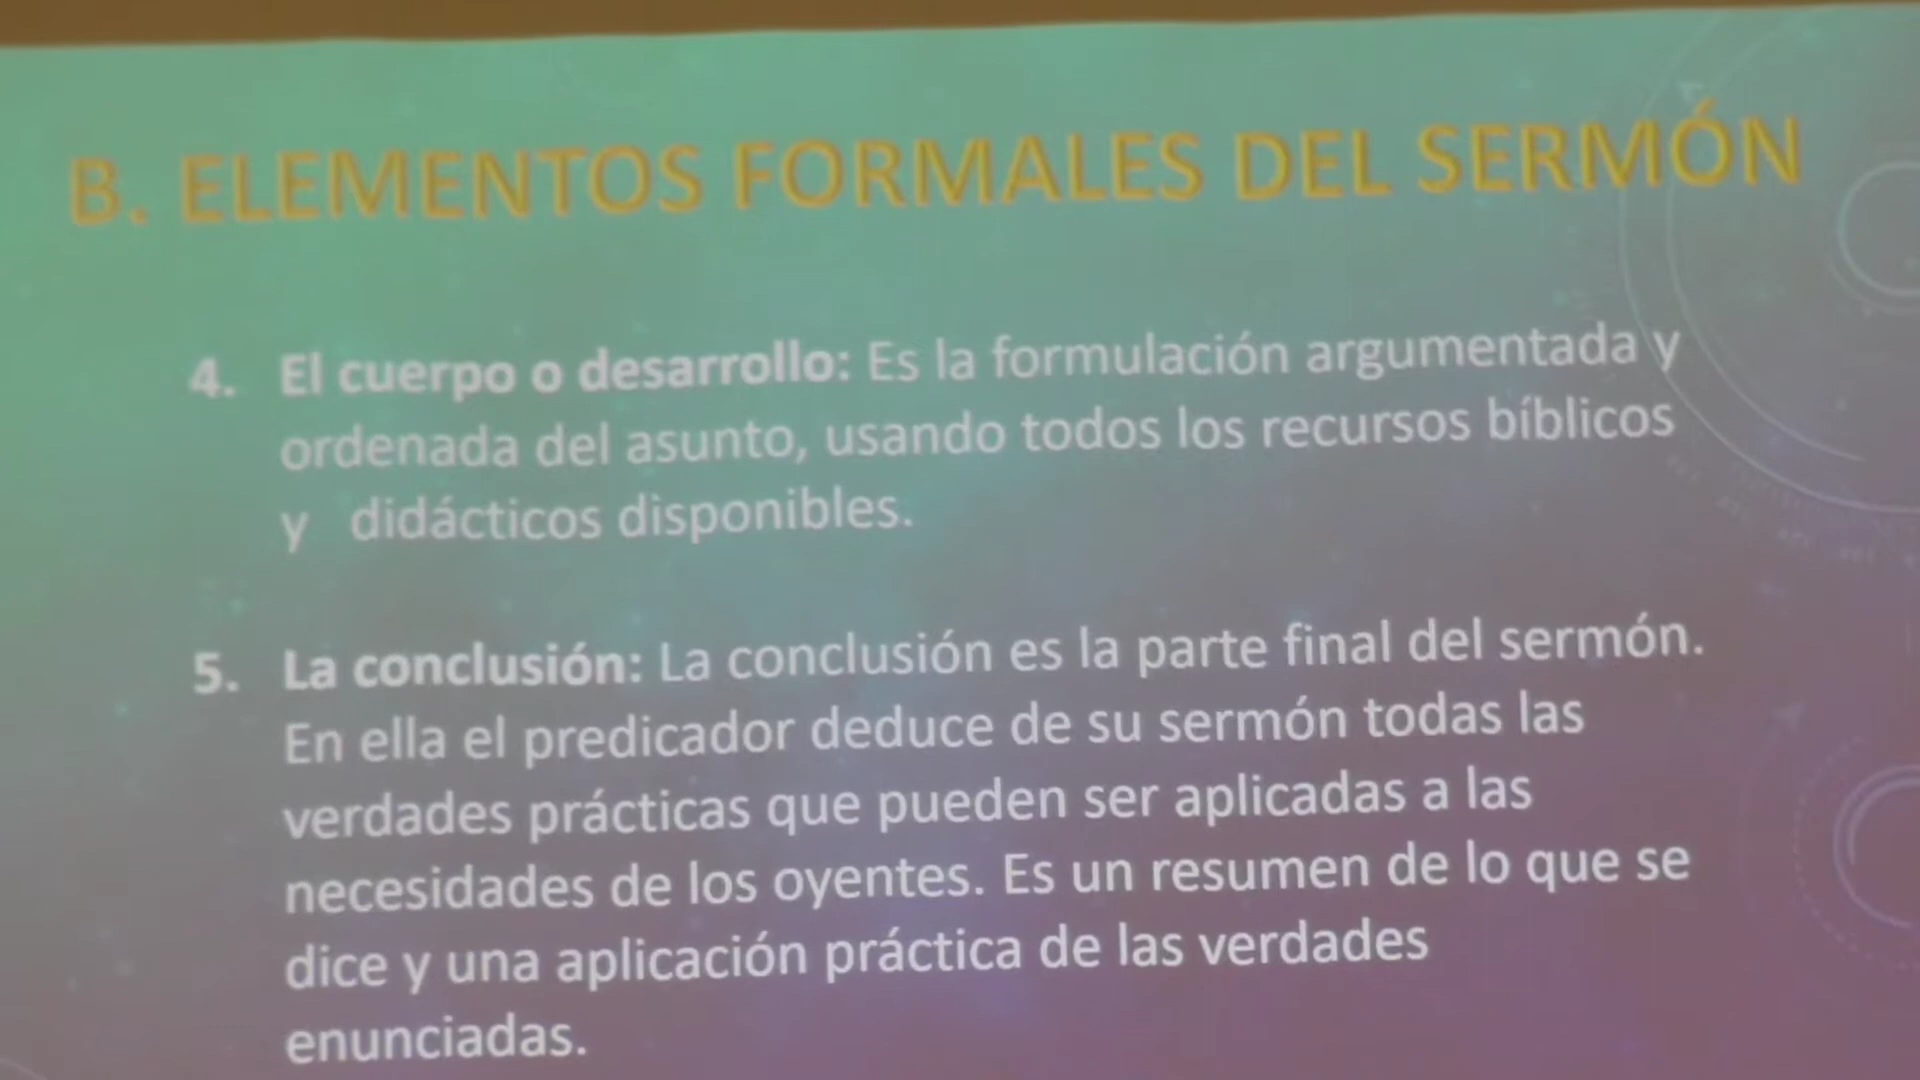 B. ELEMENTOS FORMALES DEL SERMÓN
4. El cuerpo o desarrollo: Es la formulación argumentada y
ordenada del asunto, usando todos los recursos bíblicos
y didácticos disponibles.
5. La conclusión: La conclusión es la parte final del sermón.
En ella el predicador deduce de su sermón todas las
verdades prácticas que pueden ser aplicadas a las
necesidades de los oyentes. Es un resumen de lo que se
dice y una aplicación práctica de las verdades
enunciadas.